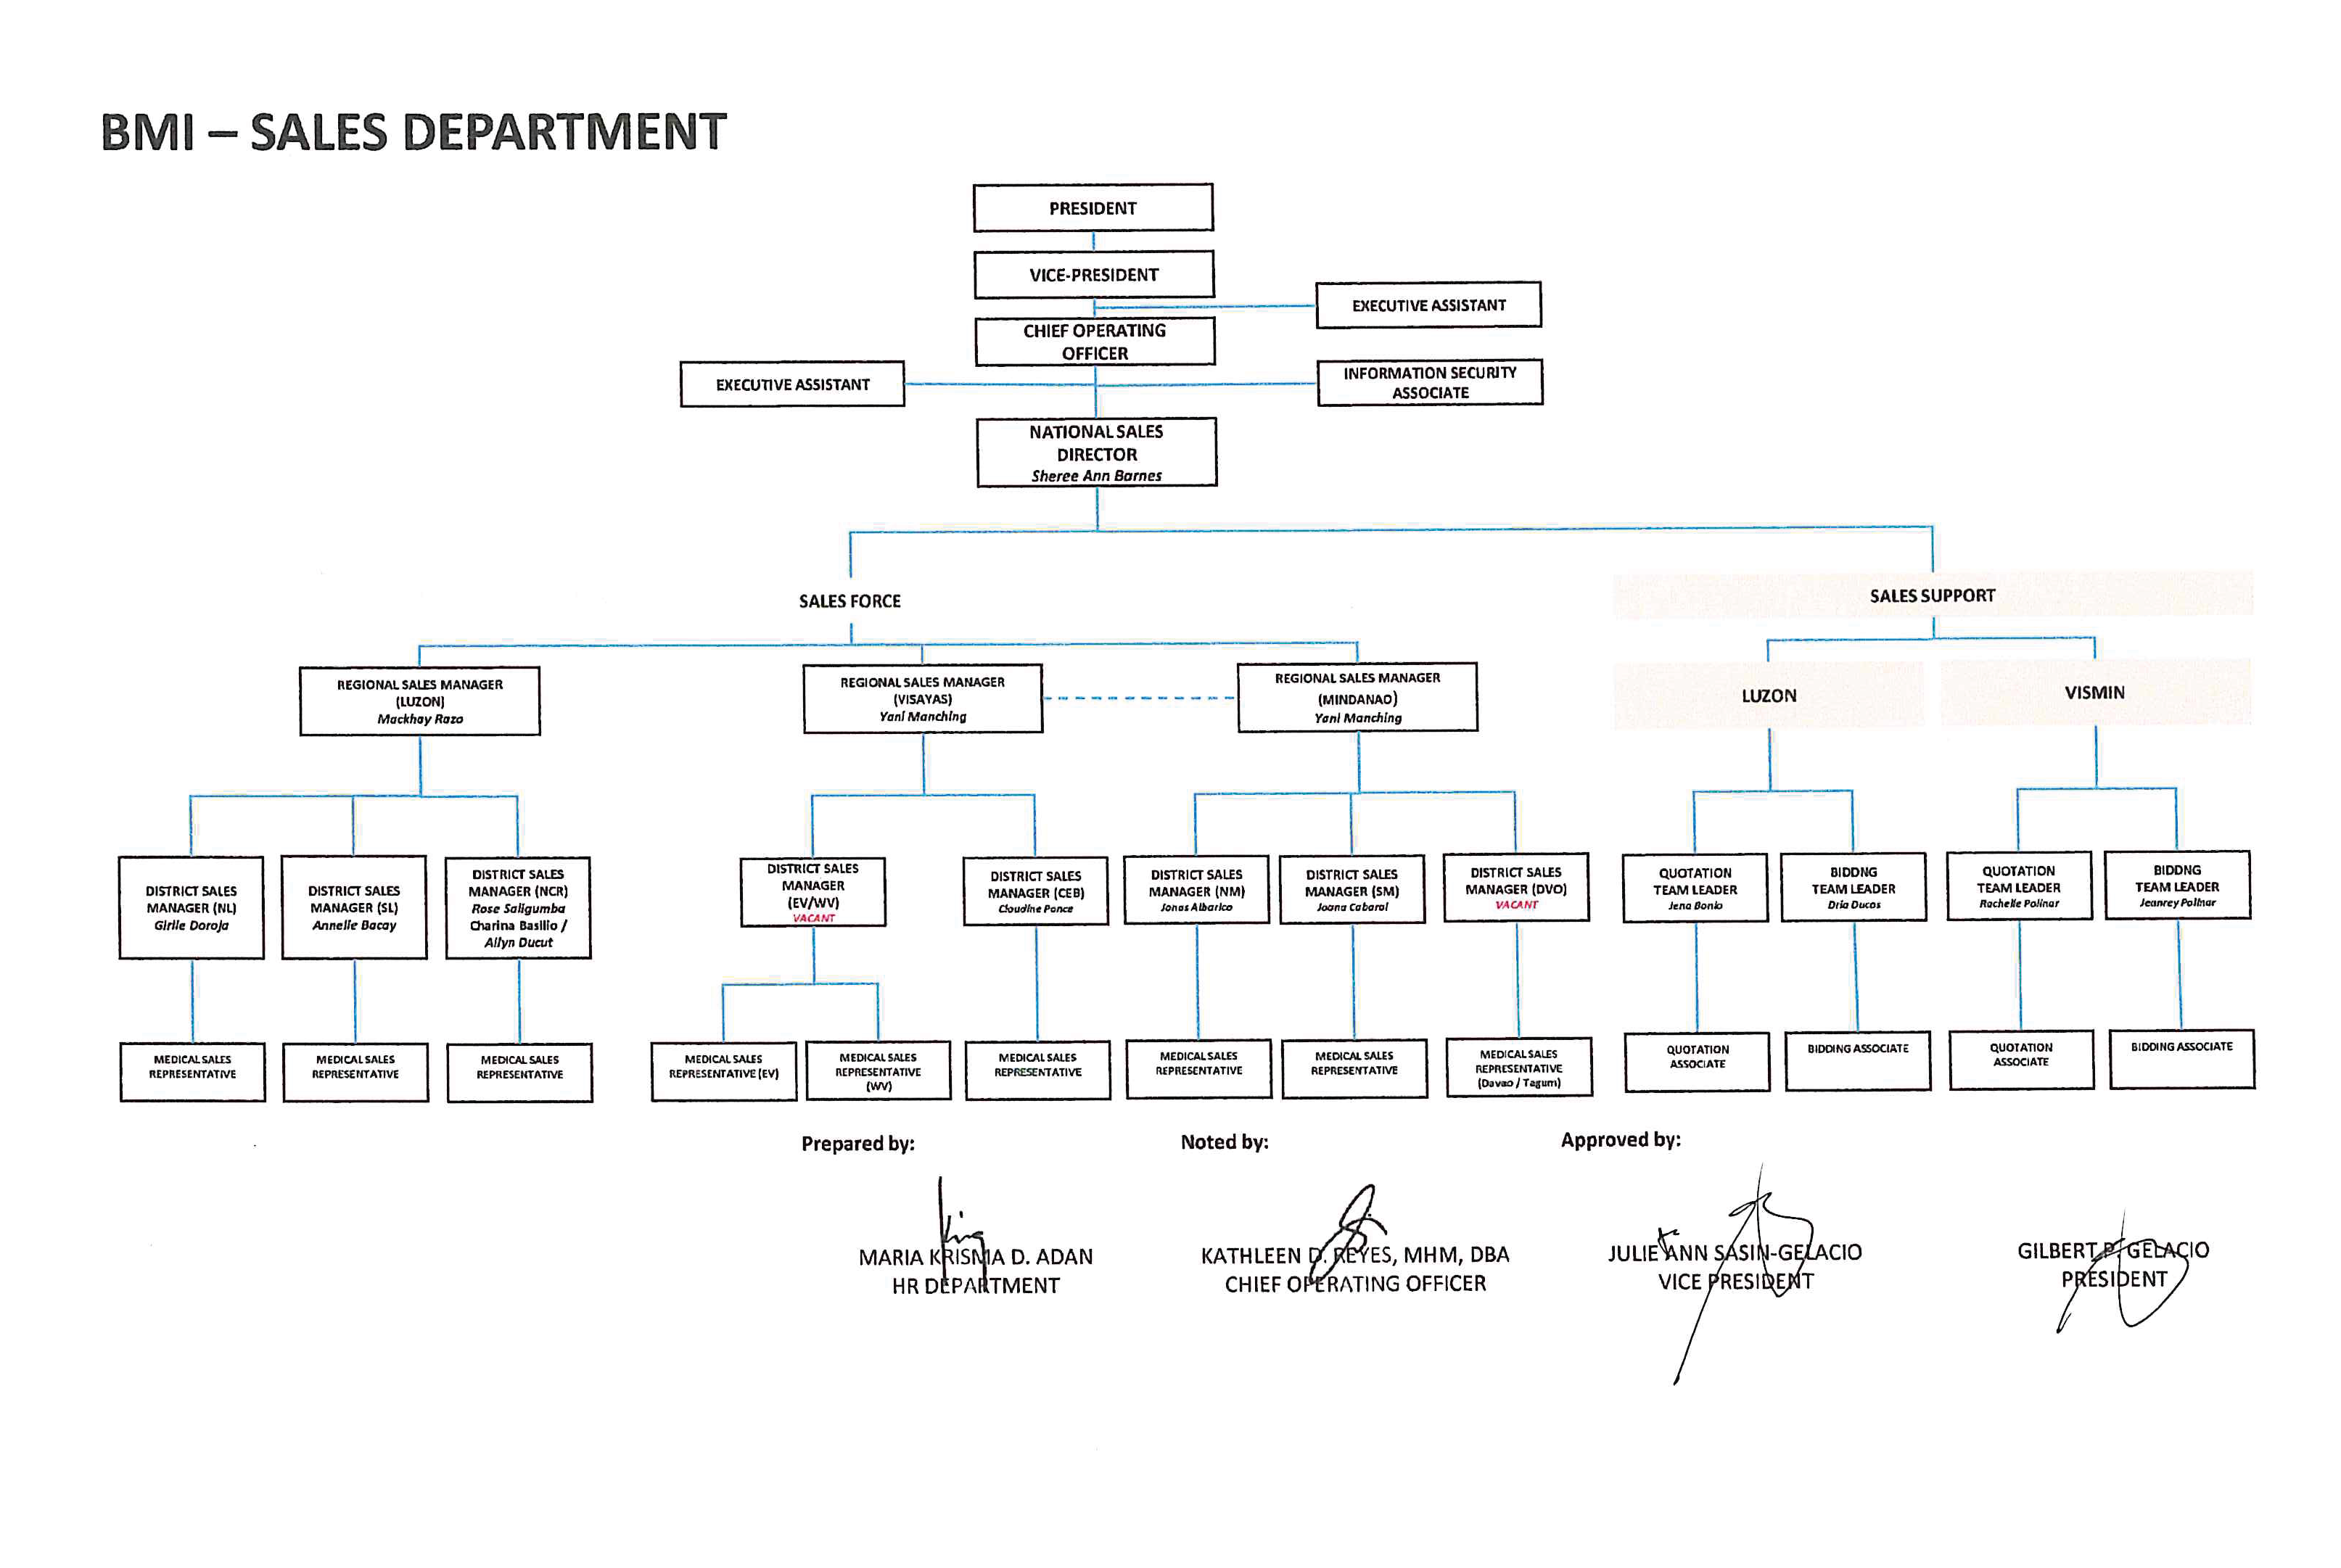 BMI – SALES DEPARTMENT
PRESIDENT
VICE-PRESIDENT
EXECUTIVE ASSISTANT
CHIEF OPERATING
OFFICER
EXECUTIVE ASSISTANT
INFORMATION SECURITY
ASSOCIATE
NATIONAL SALES
DIRECTOR
Sheree Ann Barnes
SALES FORCE
SALES SUPPORT
REGIONAL SALES MANAGER
(LUZON)
Mackhay Razo
REGIONAL SALES MANAGER
(VISAYAS)
Yani Manching
REGIONAL SALES MANAGER
(MINDANAO)
Yani Manching
LUZON
VISMIN
DISTRICT SALES
MANAGER (NL)
Girlie Doroja
DISTRICT SALES
MANAGER (SL)
Annelie Bacay
DISTRICT SALES
MANAGER (NCR)
Rose Saligumba
Charina Basilio /
Ailyn Ducut
DISTRICT SALES
MANAGER
(EV/WV)
VACANT
DISTRICT SALES
MANAGER (CEB)
Claudine Ponce
DISTRICT SALES
MANAGER (NM)
Jonas Albarico
DISTRICT SALES
MANAGER (SM)
Joana Cabaral
DISTRICT SALES
MANAGER (DVO)
VACANT
QUOTATION
TEAM LEADER
Jena Bonio
BIDDNG
TEAM LEADER
Dria Ducos
QUOTATION
TEAM LEADER
Rachelle Polinar
BIDDNG
TEAM LEADER
Jeanrey Polinar
MEDICAL SALES
REPRESENTATIVE
MEDICAL SALES
REPRESENTATIVE
MEDICAL SALES
REPRESENTATIVE
MEDICAL SALES
REPRESENTATIVE (EV)
MEDICAL SALES
REPRESENTATIVE
(WV)
MEDICAL SALES
REPRESENTATIVE
MEDICAL SALES
REPRESENTATIVE
MEDICAL SALES
REPRESENTATIVE
MEDICAL SALES
REPRESENTATIVE
(Davao / Tagum)
QUOTATION
ASSOCIATE
BIDDING ASSOCIATE
QUOTATION
ASSOCIATE
BIDDING ASSOCIATE
Prepared by:
Noted by:
Approved by:
MARIA KRISMA D. ADAN
HR DEPARTMENT
KATHLEEN D. REYES, MHM, DBA
CHIEF OPERATING OFFICER
JULIE ANN SASIN-GELACIO
VICE PRESIDENT
GILBERT P. GELACIO
PRESIDENT